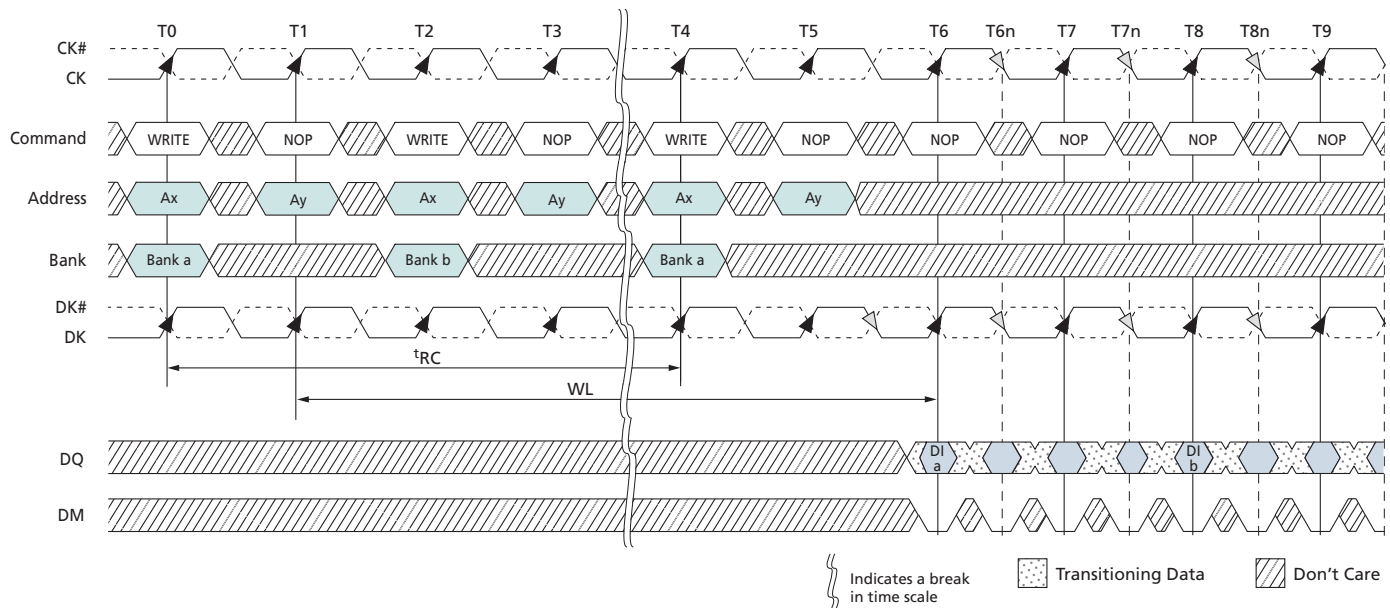 T0 T1 T2 T3 T4 T5 T6 T6n T7 T7n T8 T8n T9
CK#
CK
Command WRITE NOP WRITE NOP WRITE NOP NOP NOP NOP NOP
Address Ax Ay Ax Ay Ax Ay
Bank Bank a Bank b Bank a
DK#
DK
tRC
WL
DQ DI a DI b
DM
Indicates a break
in time scale
Transitioning Data
Don't Care